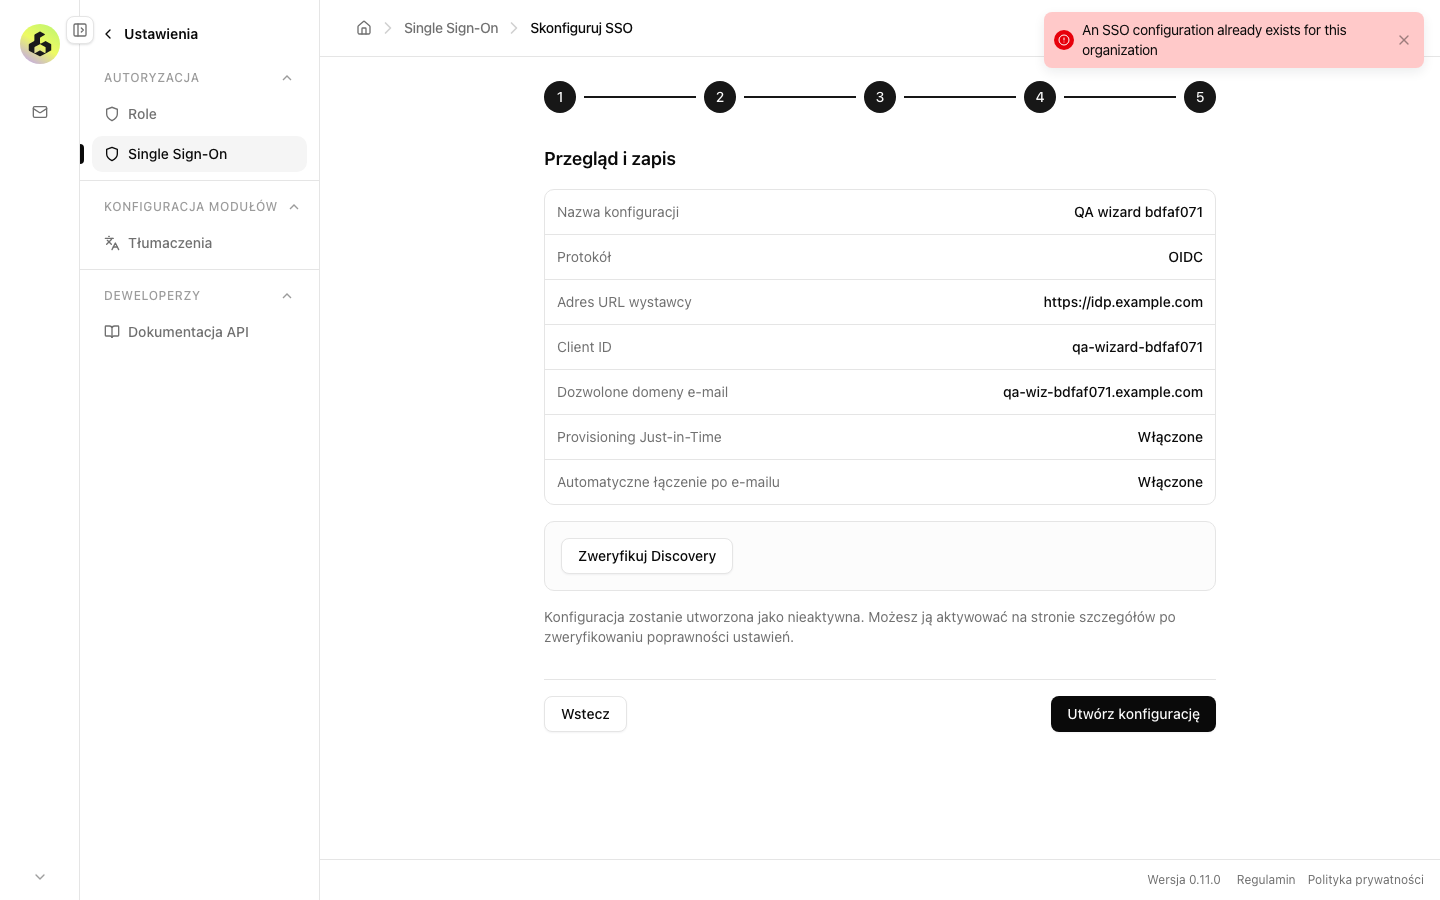 Ustawienia
AUTORYZACJA
Role
Single Sign-On
KONFIGURACJA MODUŁÓW
Tłumaczenia
DEWELOPERZY
Dokumentacja API
Single Sign-On
Skonfiguruj SSO
An SSO configuration already exists for this
organization
1
2
3
4
5
Przegląd i zapis
Nazwa konfiguracji
QA wizard bdfaf071
Protokół
OIDC
Adres URL wystawcy
https://idp.example.com
Client ID
qa-wizard-bdfaf071
Dozwolone domeny e-mail
qa-wiz-bdfaf071.example.com
Provisioning Just-in-Time
Włączone
Automatyczne łączenie po e-mailu
Włączone
Zweryfikuj Discovery
Konfiguracja zostanie utworzona jako nieaktywna. Możesz ją aktywować na stronie szczegółów po
zweryfikowaniu poprawności ustawień.
Wstecz
Utwórz konfigurację
Wersja 0.11.0
Regulamin
Polityka prywatności